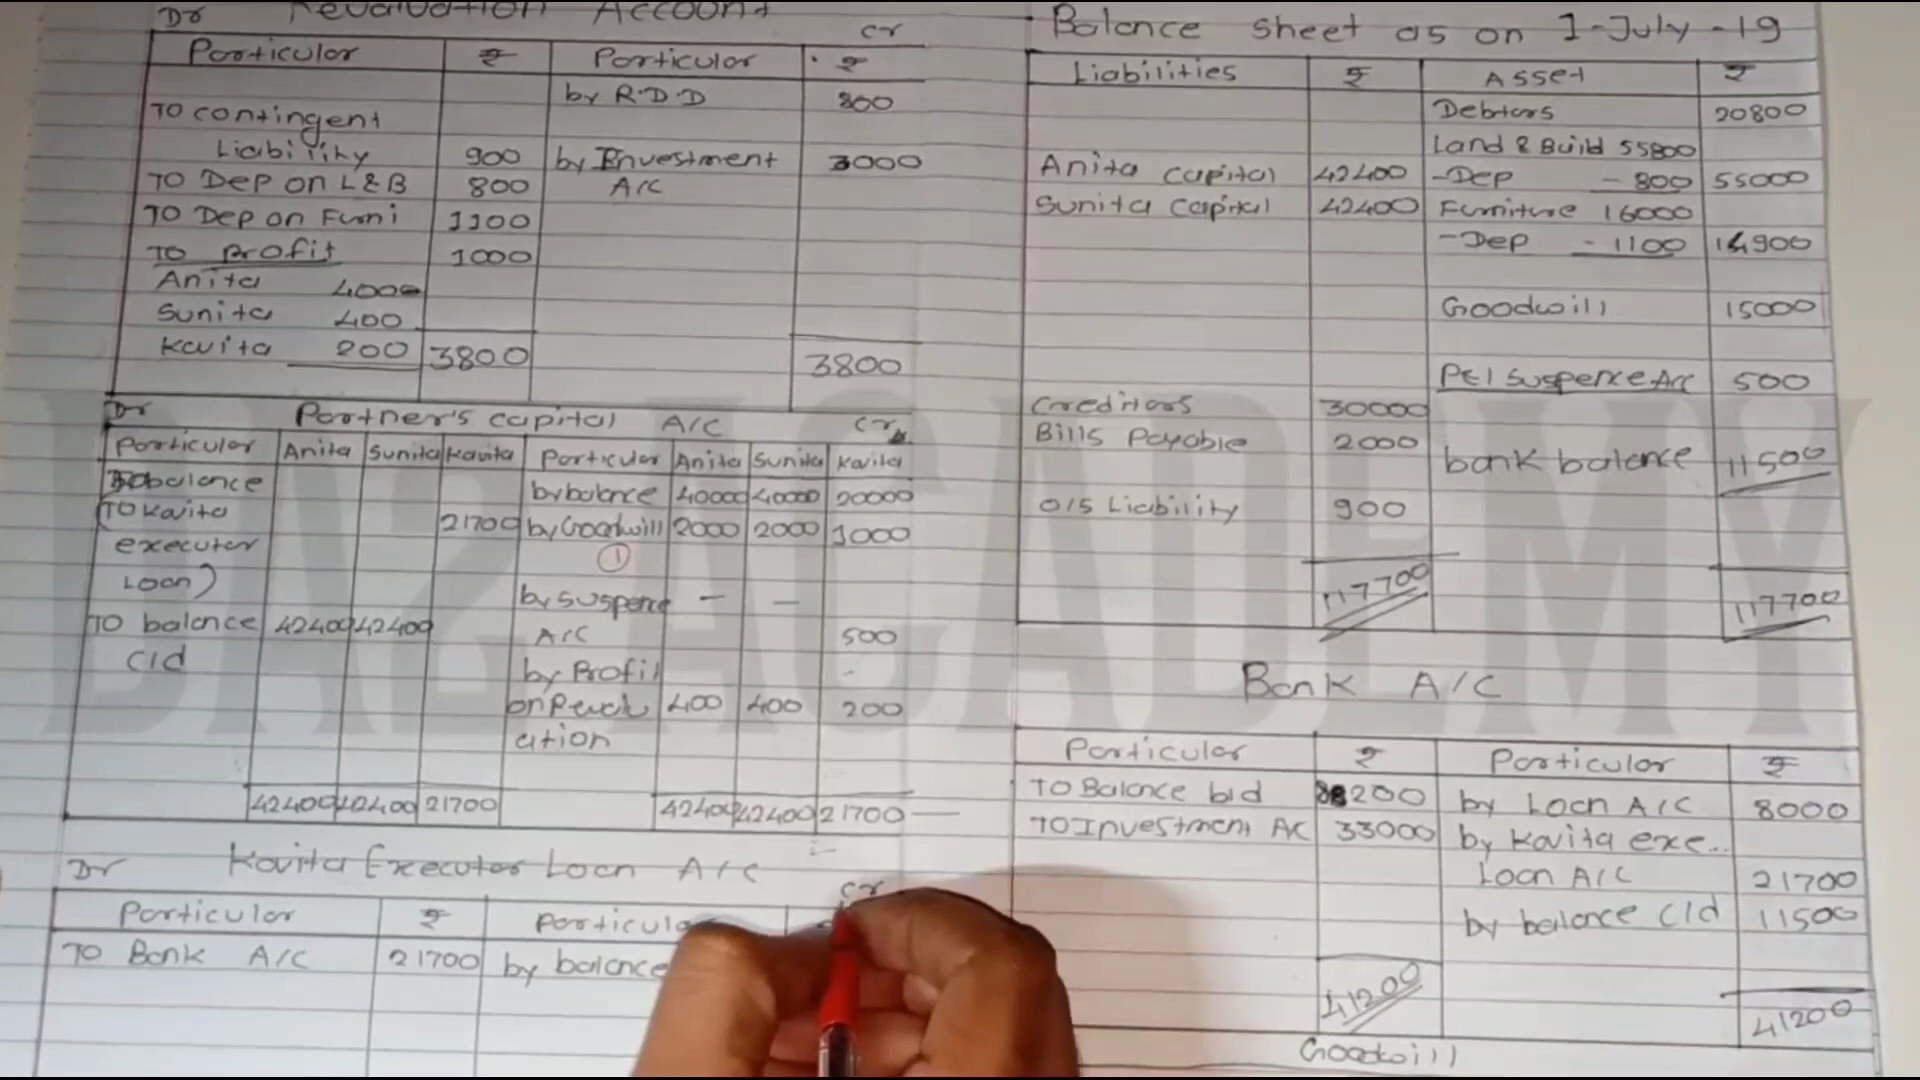 Dr Revaluation Account Cr
Particular ₹ Particular ₹
by R.D.D 800
TO contingent
Liability 900 by Investment 3000
A/C
TO Dep on L&B 800
TO Dep on Furni 1100
TO Profit 1000
Anita 400
Sunita 400
Kavita 200 3800 3800
Dr Partner's capital A/C Cr
Particular Anita Sunita Kavita Particular Anita Sunita Kavita
balance by balance 40000 40000 20000
(TO Kavita 21700 by Goodwill 2000 2000 1000
executor ①
Loan) by suspence - -
TO balance 42400 42400 A/C 500
C/d by Profit -
on 400 400 200
ation
42400 42400 21700 42400 42400 21700
Dr Kavita Executor Loan A/C Cr
Particular ₹ Particula
TO Bank A/C 21700 by balance
Balance sheet as on 1-July-19
Liabilities ₹ Asset ₹
Debtors 20800
Land & Build 55800
Anita capital 42400 -Dep - 800 55000
Sunita Capital 42400 Furniture 16000
-Dep - 1100 14900
Goodwill 15000
P&L Suspense A/c 500
Creditors 30000
Bills Payable 2000 bank balance 11500
O/S Liability 900
117700 117700
Bank A/C
Particular ₹ Particular ₹
TO Balance b/d 8200 by Loan A/C 8000
TO Investment AC 33000 by Kavita exe...
Loan A/C 21700
by balance C/d 11500
41200 41200
Goodwill
ACADEMY